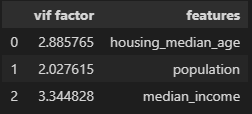 vif factor features
0 2.885765 housing_median_age
1 2.027615 population
2 3.344828 median_income